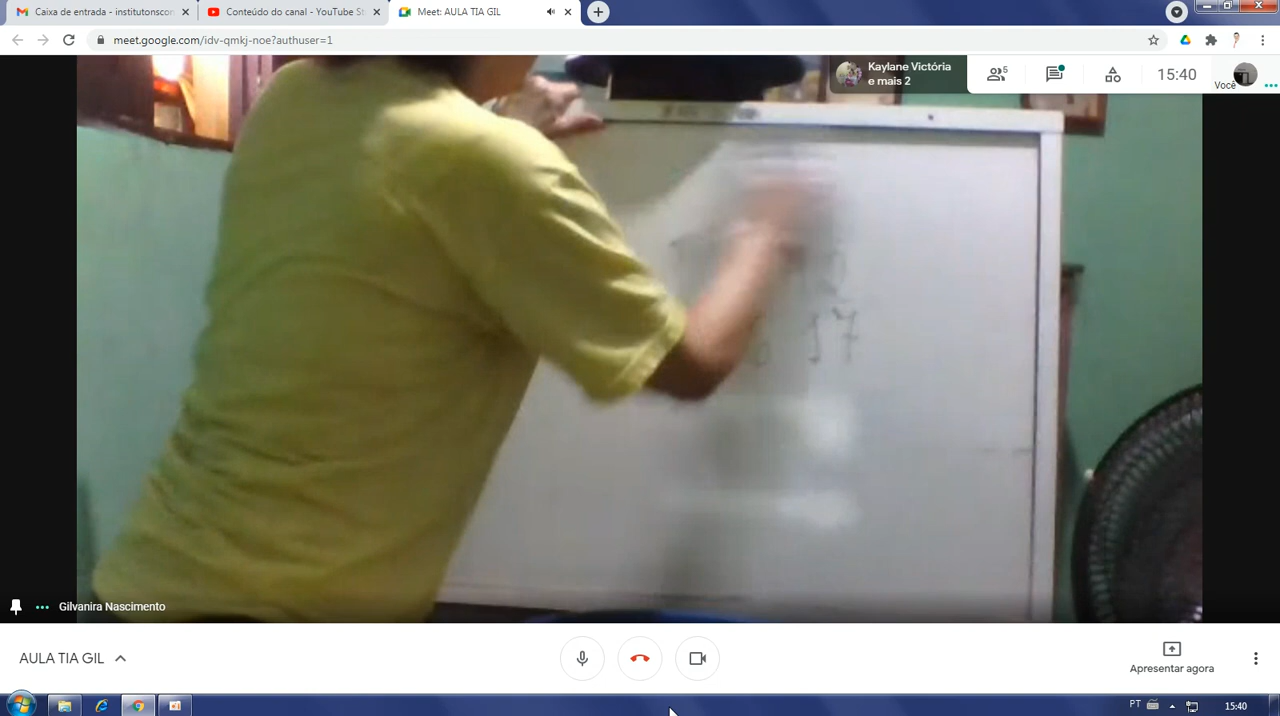 Caixa de entrada - institutonscon
Conteúdo do canal - YouTube St
Meet: AULA TIA GIL
meet.google.com/idv-qmkj-noe?authuser=1
Kaylane Victória
e mais 2
5
15:40
Você
17
Gilvanira Nascimento
AULA TIA GIL
Apresentar agora
PT
15:40